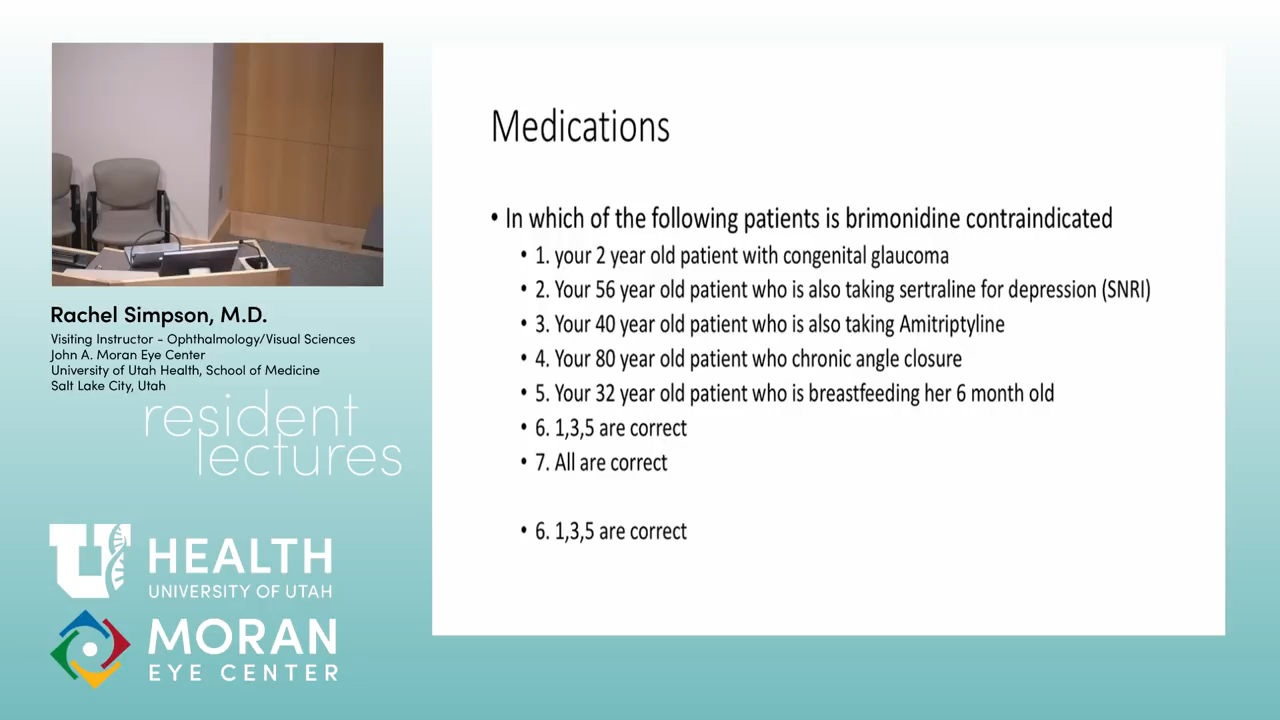 Medications
• In which of the following patients is brimonidine contraindicated
• 1. your 2 year old patient with congenital glaucoma
• 2. Your 56 year old patient who is also taking sertraline for depression (SNRI)
• 3. Your 40 year old patient who is also taking Amitriptyline
• 4. Your 80 year old patient who chronic angle closure
• 5. Your 32 year old patient who is breastfeeding her 6 month old
• 6. 1,3,5 are correct
• 7. All are correct
• 6. 1,3,5 are correct
Rachel Simpson, M.D.
Visiting Instructor - Ophthalmology/Visual Sciences
John A. Moran Eye Center
University of Utah Health, School of Medicine
Salt Lake City, Utah
resident
lectures
U HEALTH
UNIVERSITY OF UTAH
MORAN
EYE CENTER